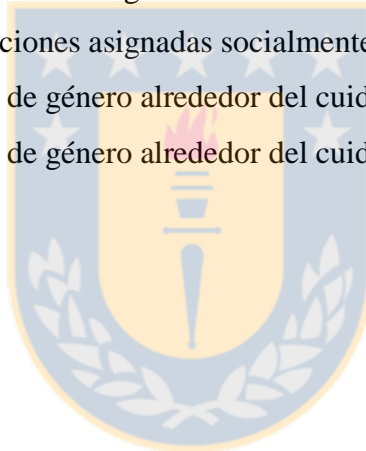 ciones asignadas socialmente
de género alrededor del cuid
de género alrededor del cuid